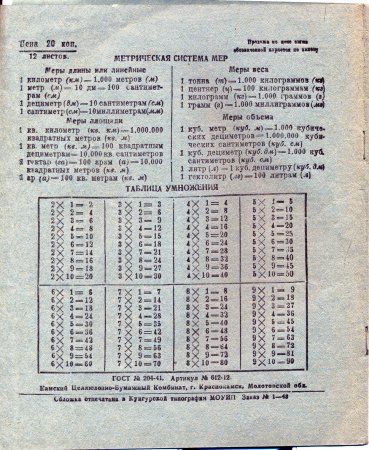 Цена 20 коп.
Продажа по цене выше
обозначенной карается по закону
12 листов.
МЕТРИЧЕСКАЯ СИСТЕМА МЕР
Меры длины или линейные
1 километр (км) = 1.000 метров (м)
1 метр (м) = 10 дм = 100 сантимет-
рам (см)
1 дециметр (дм) = 10 сантиметрам (см)
1 сантиметр (см) = 10 миллиметрам (мм)
Меры площади
1 кв. километр (кв. км) = 1.000.000
квадратных метров (кв. м)
1 кв. метр (кв. м) = 100 квадратным
дециметрам = 10.000 кв. сантиметров
1 гектар (га) = 100 арам (а) = 10.000
квадратных метров (кв. м)
1 ар (а) = 100 кв. метрам (кв. м)
Меры веса
1 тонна (т) = 1.000 килограммов (кг)
1 центнер (ц) = 100 килограммам (кг)
1 килограмм (кг) = 1.000 граммов (г)
1 грамм (г) = 1.000 миллиграммов (мг)
Меры объема
1 куб. метр (куб. м) = 1.000 кубичес-
ких дециметров = 1.000.000 куби-
ческих сантиметров (куб. см)
1 куб. дециметр (куб. дм) = 1.000 куб.
сантиметров (куб. см)
1 литр (л) = 1 куб. дециметру (куб. дм)
1 гектолитр (гл) = 100 литрам (л)
ТАБЛИЦА УМНОЖЕНИЯ
2 × 1 = 2 3 × 1 = 3 4 × 1 = 4 5 × 1 = 5
2 × 2 = 4 3 × 2 = 6 4 × 2 = 8 5 × 2 = 10
2 × 3 = 6 3 × 3 = 9 4 × 3 = 12 5 × 3 = 15
2 × 4 = 8 3 × 4 = 12 4 × 4 = 16 5 × 4 = 20
2 × 5 = 10 3 × 5 = 15 4 × 5 = 20 5 × 5 = 25
2 × 6 = 12 3 × 6 = 18 4 × 6 = 24 5 × 6 = 30
2 × 7 = 14 3 × 7 = 21 4 × 7 = 28 5 × 7 = 35
2 × 8 = 16 3 × 8 = 24 4 × 8 = 32 5 × 8 = 40
2 × 9 = 18 3 × 9 = 27 4 × 9 = 36 5 × 9 = 45
2 × 10 = 20 3 × 10 = 30 4 × 10 = 40 5 × 10 = 50
6 × 1 = 6 7 × 1 = 7 8 × 1 = 8 9 × 1 = 9
6 × 2 = 12 7 × 2 = 14 8 × 2 = 16 9 × 2 = 18
6 × 3 = 18 7 × 3 = 21 8 × 3 = 24 9 × 3 = 27
6 × 4 = 24 7 × 4 = 28 8 × 4 = 32 9 × 4 = 36
6 × 5 = 30 7 × 5 = 35 8 × 5 = 40 9 × 5 = 45
6 × 6 = 36 7 × 6 = 42 8 × 6 = 48 9 × 6 = 54
6 × 7 = 42 7 × 7 = 49 8 × 7 = 56 9 × 7 = 63
6 × 8 = 48 7 × 8 = 56 8 × 8 = 64 9 × 8 = 72
6 × 9 = 54 7 × 9 = 63 8 × 9 = 72 9 × 9 = 81
6 × 10 = 60 7 × 10 = 70 8 × 10 = 80 9 × 10 = 90
ГОСТ № 204-41. Артикул № 612-12
Камский Целлюлозно-Бумажный Комбинат, г. Краснокамск, Молотовской обл.
Обложка отпечатана в Кунгурской типографии МОУИП Заказ № 1—48